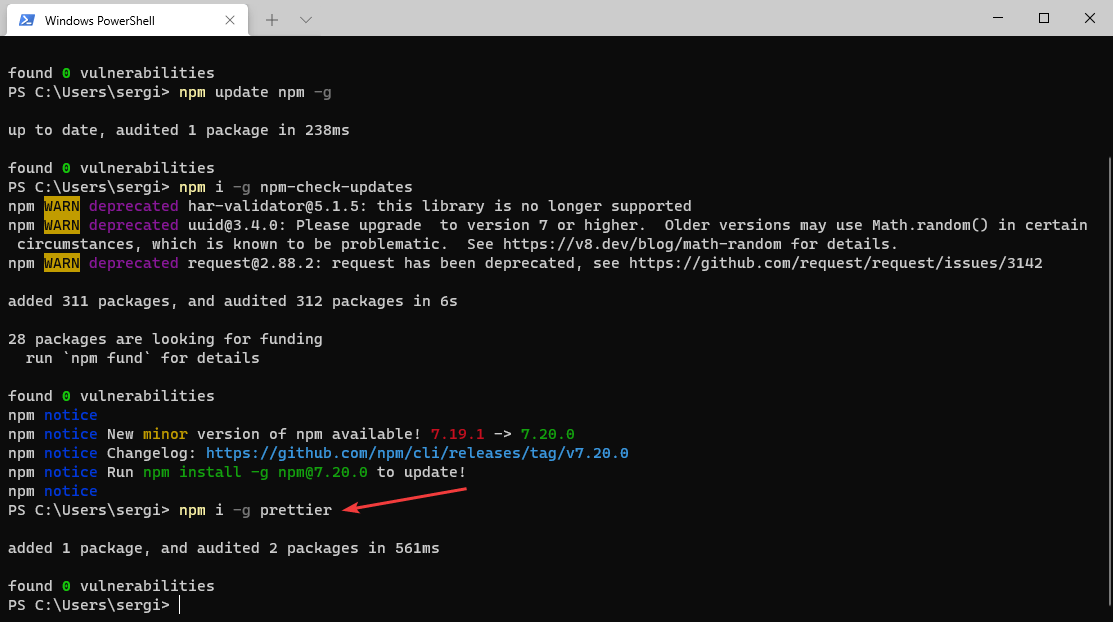 Windows PowerShell
found 0 vulnerabilities
PS C:\Users\sergi> npm update npm -g
up to date, audited 1 package in 238ms
found 0 vulnerabilities
PS C:\Users\sergi> npm i -g npm-check-updates
npm WARN deprecated har-validator@5.1.5: this library is no longer supported
npm WARN deprecated uuid@3.4.0: Please upgrade  to version 7 or higher.  Older versions may use Math.random() in certain
circumstances, which is known to be problematic.  See https://v8.dev/blog/math-random for details.
npm WARN deprecated request@2.88.2: request has been deprecated, see https://github.com/request/request/issues/3142
added 311 packages, and audited 312 packages in 6s
28 packages are looking for funding
run `npm fund` for details
found 0 vulnerabilities
npm notice
npm notice New minor version of npm available! 7.19.1 -> 7.20.0
npm notice Changelog: https://github.com/npm/cli/releases/tag/v7.20.0
npm notice Run npm install -g npm@7.20.0 to update!
npm notice
PS C:\Users\sergi> npm i -g prettier
added 1 package, and audited 2 packages in 561ms
found 0 vulnerabilities
PS C:\Users\sergi>